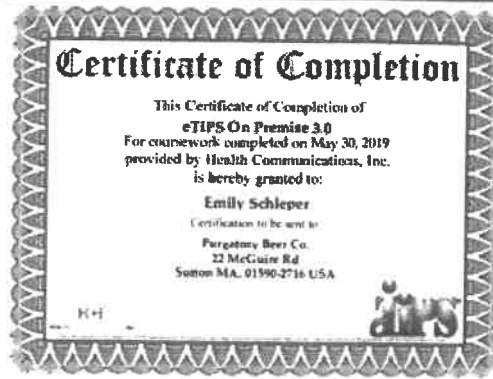 Certificate of Completion
This Certificate of Completion of
eTIPS On Premise 3.0
For coursework completed on May 30, 2019
provided by Health Communications, Inc.
is hereby granted to:
Emily Schleper
Certification to be sent to:
Purgatory Beer Co.
22 McGuire Rd
Sutton MA, 01590-2716 USA